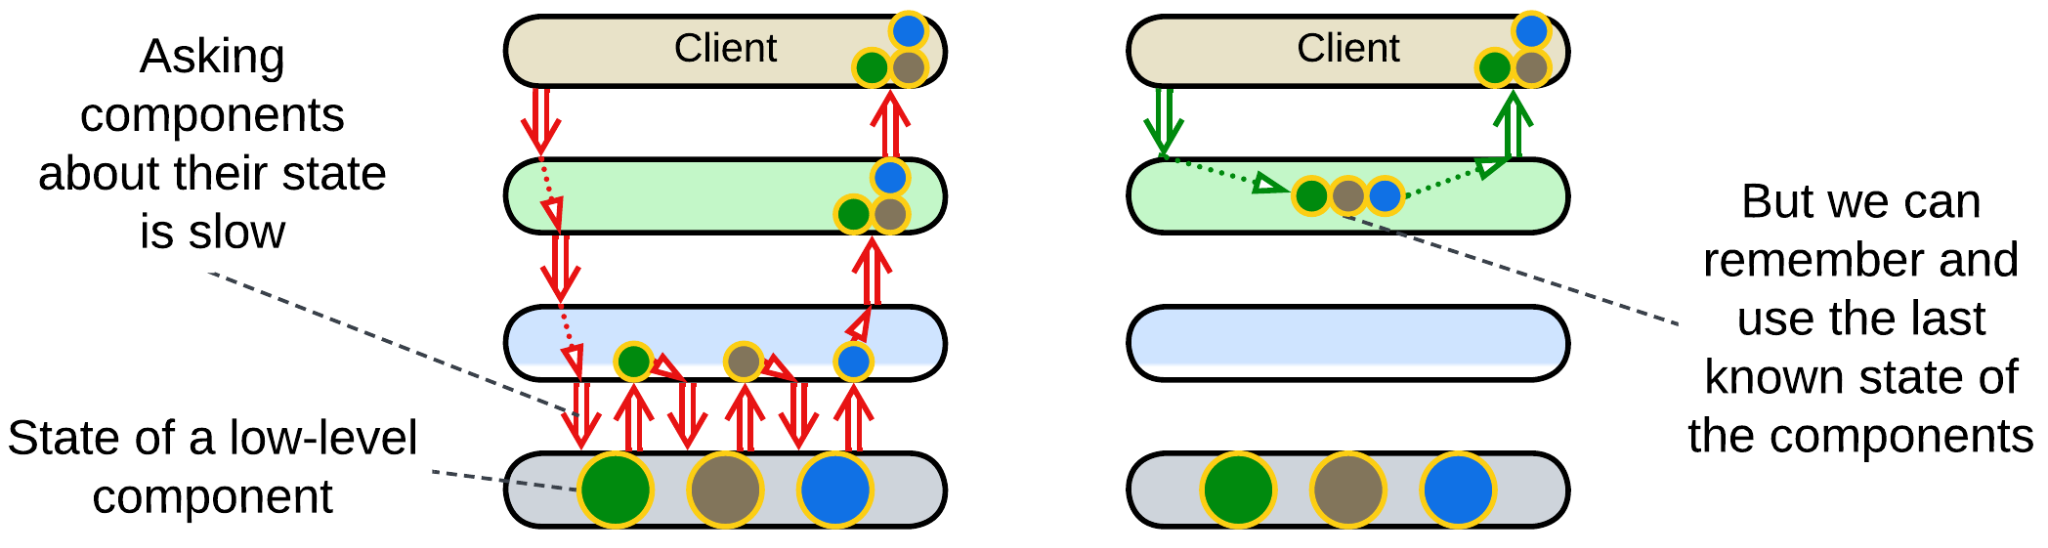 Asking
components
about their state
is slow
State of a low-level
component
Client
Client
But we can
remember and
use the last
known state of
the components